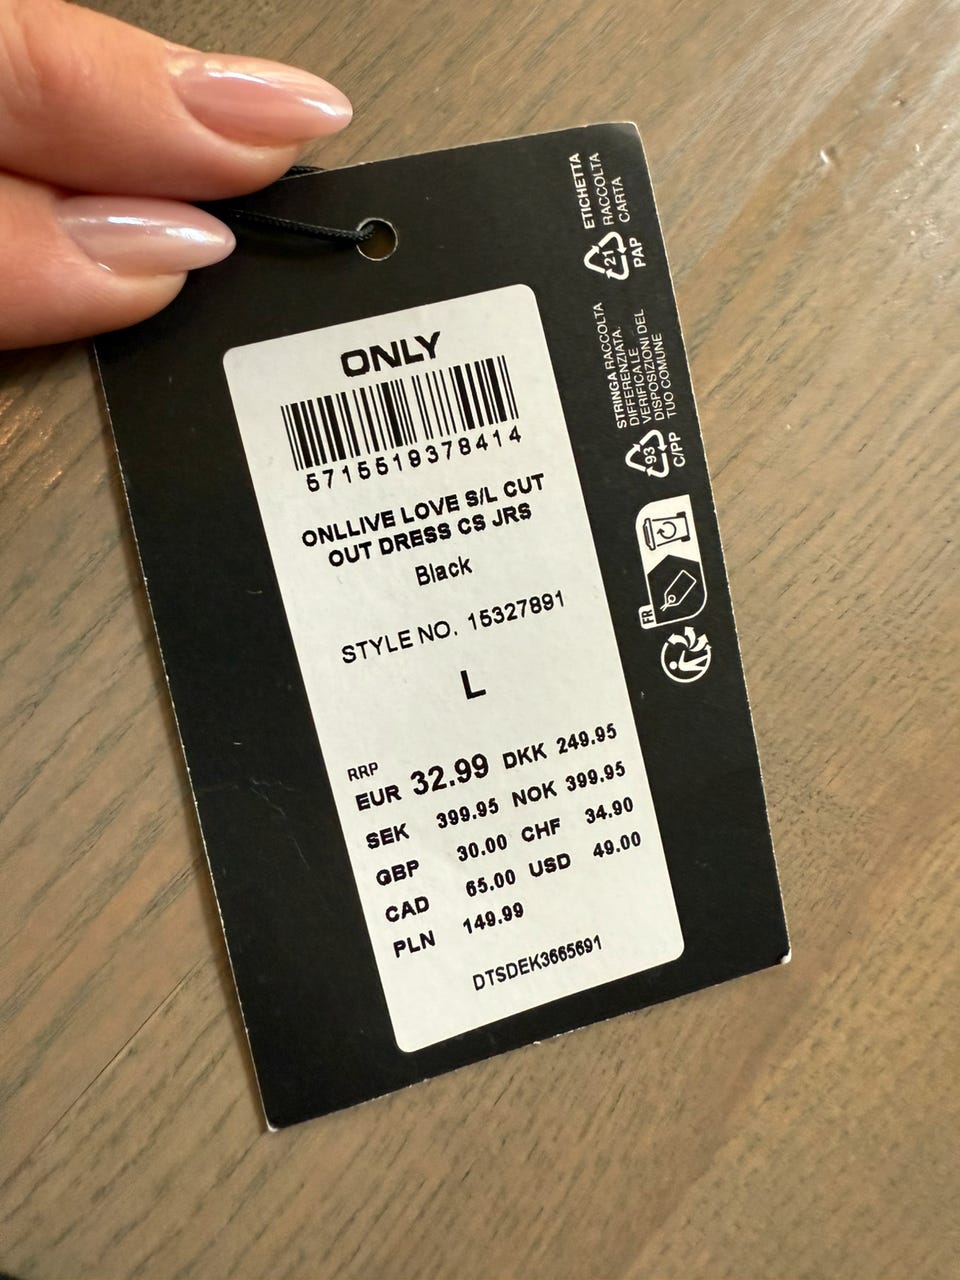 ONLY
5715519378414
ONLLIVE LOVE S/L CUT
OUT DRESS CS JRS
Black
STYLE NO. 15327891
L
RRP
EUR 32.99 DKK 249.95
SEK 399.95 NOK 399.95
GBP 30.00 CHF 34.90
CAD 65.00 USD 49.00
PLN 149.99
DTSDEK3665691
ETICHETTA
RACCOLTA
CARTA
21
PAP
STRINGA RACCOLTA
DIFFERENZIATA.
VERIFICA LE
DISPOSIZIONI DEL
TUO COMUNE
93
C/PP
FR